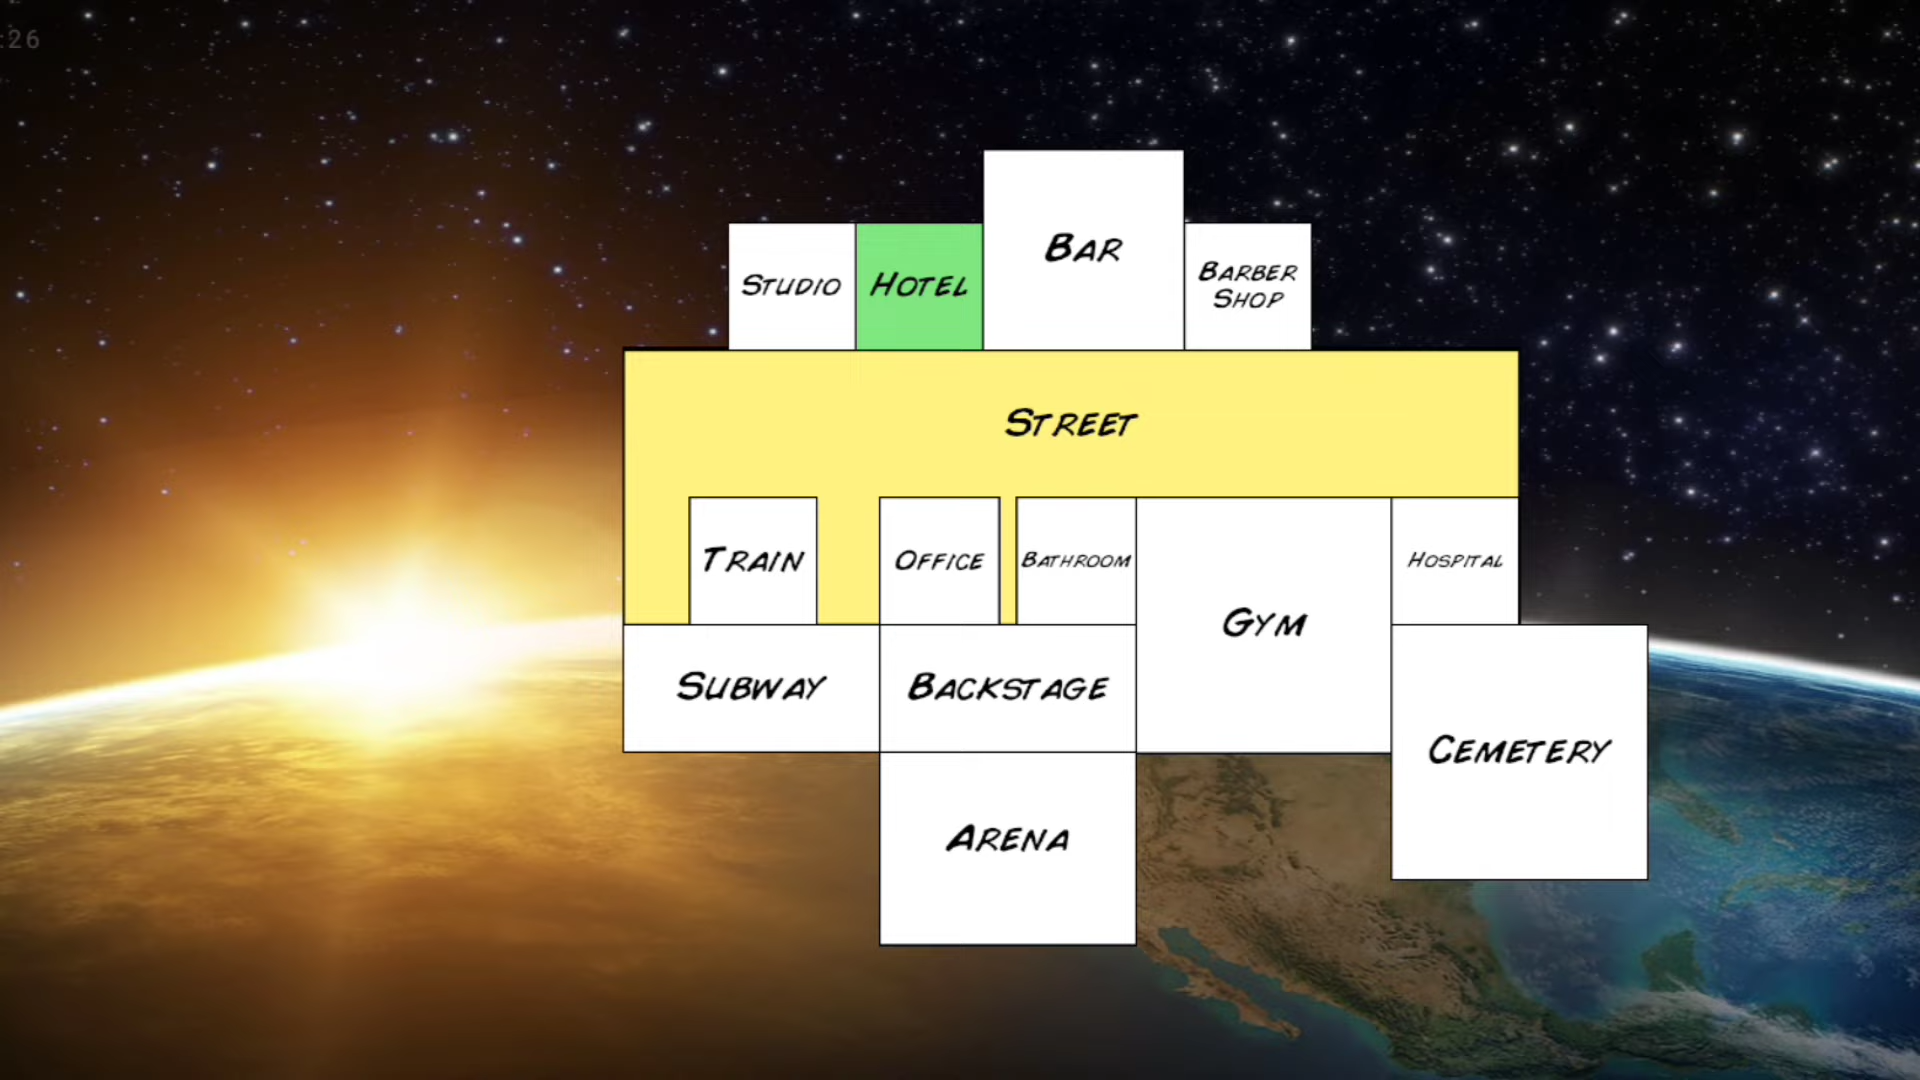 :26
BAR
STUDIO
HOTEL
BARBER
SHOP
STREET
TRAIN
OFFICE
BATHROOM
HOSPITAL
GYM
SUBWAY
BACKSTAGE
CEMETERY
ARENA